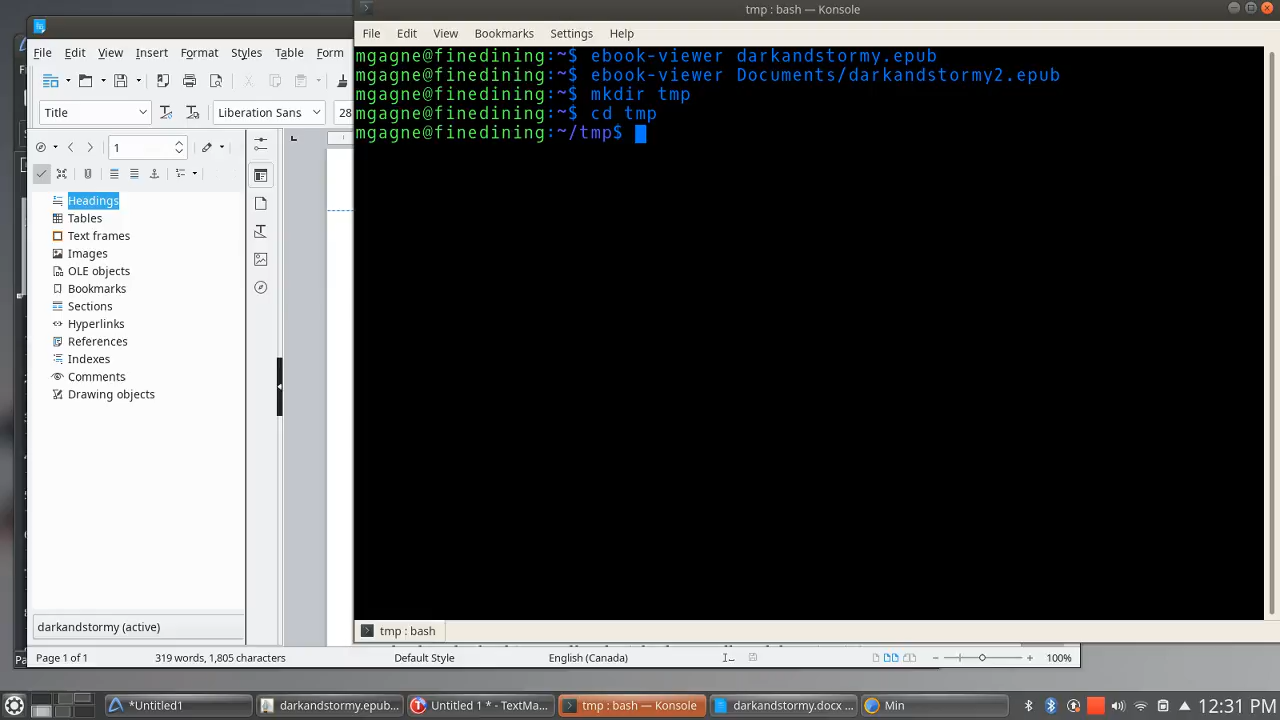 tmp : bash — Konsole
File Edit View Bookmarks Settings Help
mgagne@finedining:~$ ebook-viewer darkandstormy.epub
mgagne@finedining:~$ ebook-viewer Documents/darkandstormy2.epub
mgagne@finedining:~$ mkdir tmp
mgagne@finedining:~$ cd tmp
mgagne@finedining:~/tmp$
tmp : bash
File Edit View Insert Format Styles Table Form
Title Liberation Sans 28
1
Headings
Tables
Text frames
Images
OLE objects
Bookmarks
Sections
Hyperlinks
References
Indexes
Comments
Drawing objects
darkandstormy (active)
Page 1 of 1 319 words, 1,805 characters Default Style English (Canada) 100%
*Untitled1 darkandstormy.epub... Untitled 1 * - TextMa... tmp : bash — Konsole darkandstormy.docx ... Min 12:31 PM